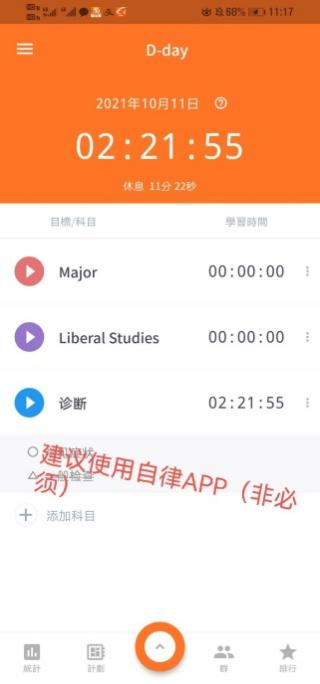 68% 11:17
D-day
2021年10月11日
02:21:55
休息 11分 22秒
目標/科目 學習時間
Major 00:00:00
Liberal Studies 00:00:00
诊断 02:21:55
建议使用自律APP（非必
须）
添加科目
統計 計劃 群 排行